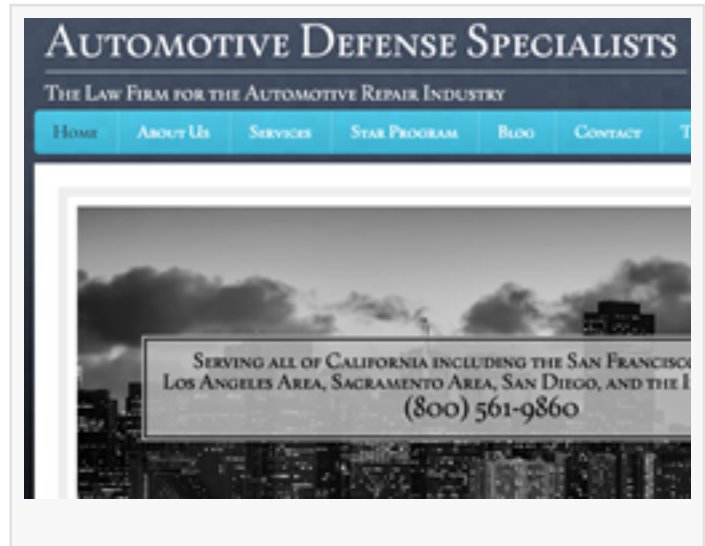 Automotive Defense Specialists
The Law Firm for the Automotive Repair Industry
Home About Us Services Star Program Blog Contact T
Serving all of California including the San Francisco
Los Angeles Area, Sacramento Area, San Diego, and the I
(800) 561-9860